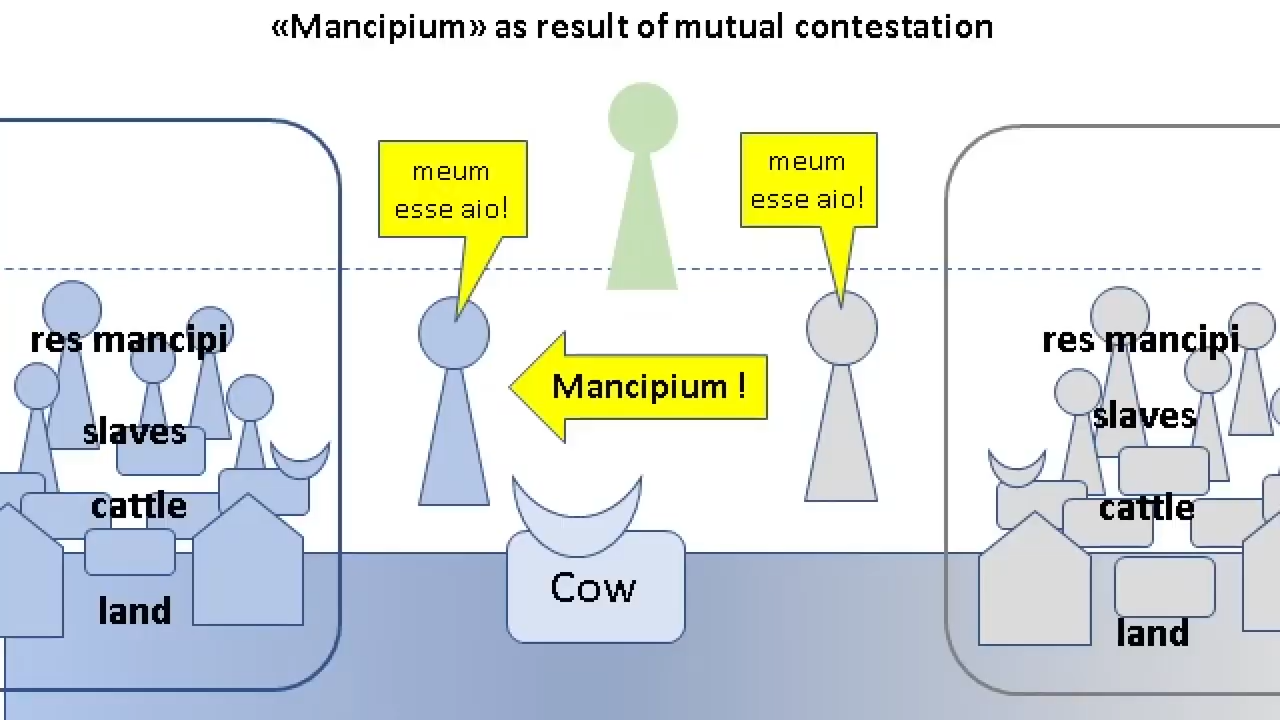 «Mancipium» as result of mutual contestation
meum
esse aio!
meum
esse aio!
res mancipi
slaves
cattle
land
Mancipium !
Cow
res mancipi
slaves
cattle
land